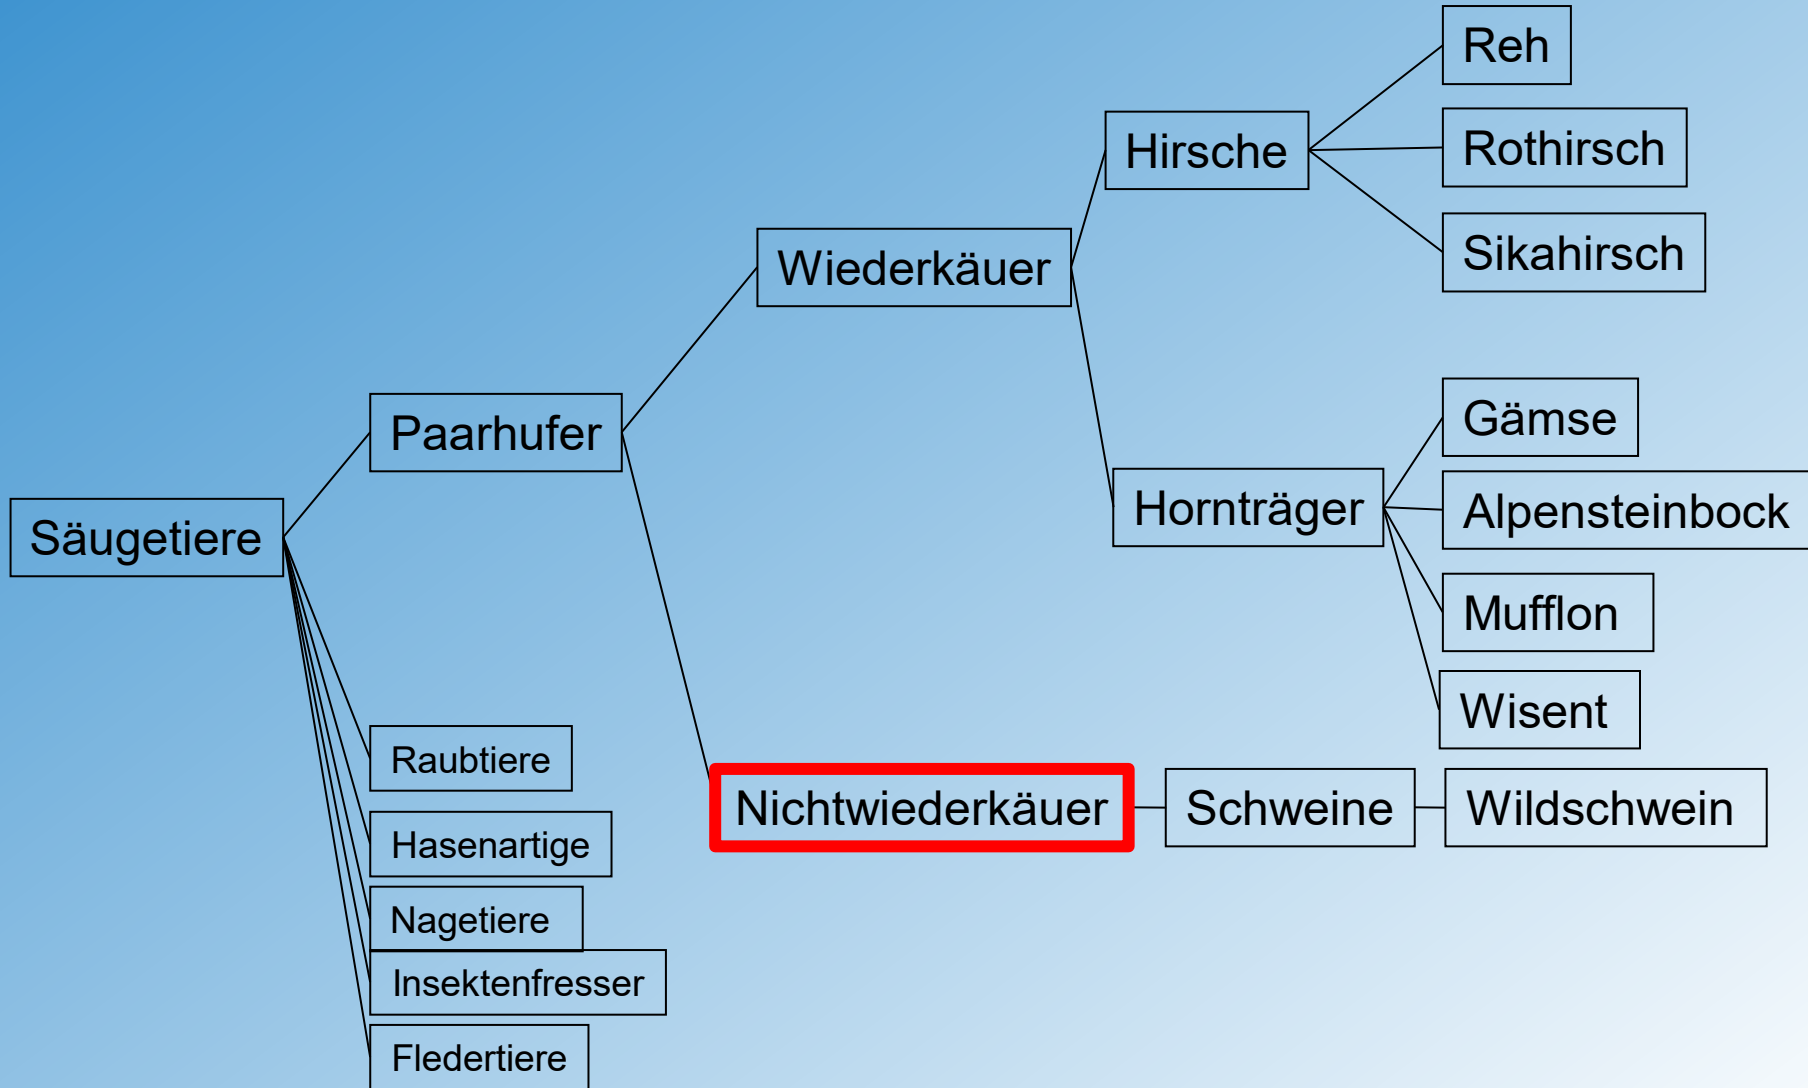 Reh
Hirsche
Rothirsch
Sikahirsch
Wiederkäuer
Gämse
Paarhufer
Hornträger
Alpensteinbock
Säugetiere
Mufflon
Wisent
Raubtiere
Nichtwiederkäuer
Schweine
Wildschwein
Hasenartige
Nagetiere
Insektenfresser
Fledertiere